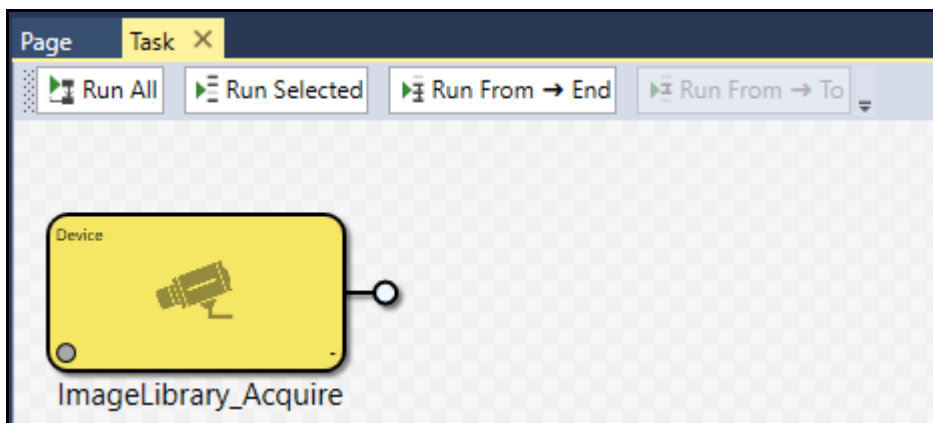 Page Task
Run All Run Selected Run From → End Run From → To
Device
-
ImageLibrary_Acquire